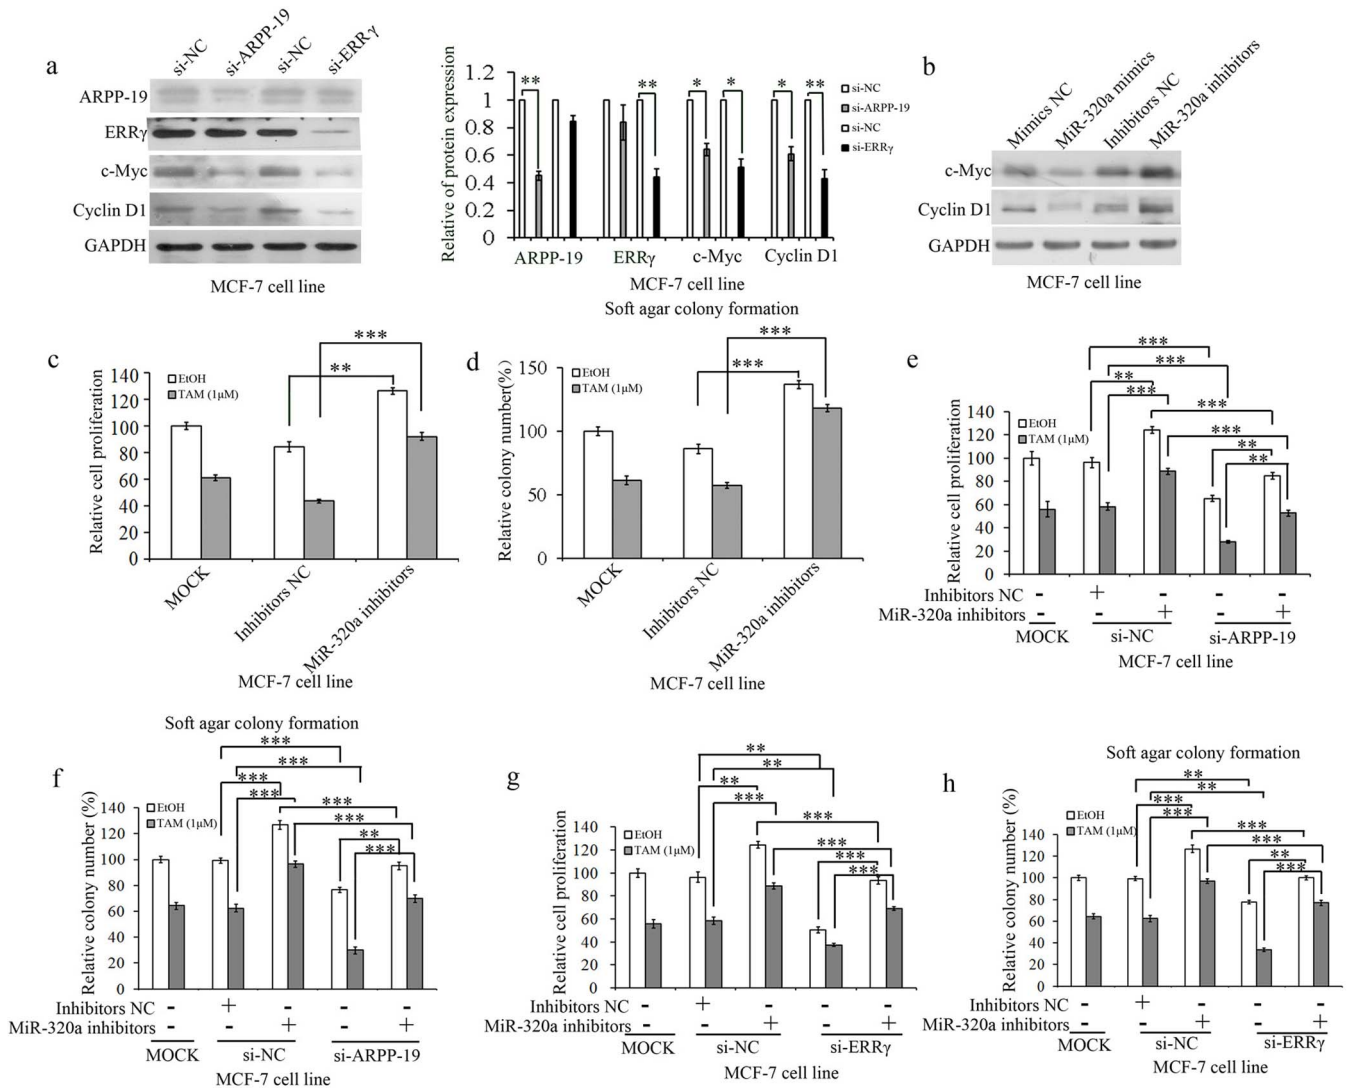 a
si-NC
si-ARPP-19
si-NC
si-ERRγ
ARPP-19
ERRγ
c-Myc
Cyclin D1
GAPDH
MCF-7 cell line
Relative of protein expression
1.2
1
0.8
0.6
0.4
0.2
0
**
**
*
*
*
**
si-NC
si-ARPP-19
si-NC
si-ERRγ
ARPP-19
ERRγ
c-Myc
Cyclin D1
MCF-7 cell line
b
Mimics NC
MiR-320a mimics
Inhibitors NC
MiR-320a inhibitors
c-Myc
Cyclin D1
GAPDH
MCF-7 cell line
c
Relative cell proliferation
140
120
100
80
60
40
20
0
EtOH
TAM (1μM)
**
***
MOCK
Inhibitors NC
MiR-320a inhibitors
MCF-7 cell line
Soft agar colony formation
d
Relative colony number(%)
150
100
50
0
EtOH
TAM (1μM)
***
***
MOCK
Inhibitors NC
MiR-320a inhibitors
MCF-7 cell line
e
Relative cell proliferation
140
120
100
80
60
40
20
0
EtOH
TAM (1μM)
***
***
**
***
***
***
**
**
Inhibitors NC - + - - -
MiR-320a inhibitors - - + - +
MOCK si-NC si-ARPP-19
MCF-7 cell line
Soft agar colony formation
f
Relative colony number (%)
140
120
100
80
60
40
20
0
EtOH
TAM (1μM)
***
***
***
***
***
***
**
***
Inhibitors NC - + - - -
MiR-320a inhibitors - - + - +
MOCK si-NC si-ARPP-19
MCF-7 cell line
g
Relative cell proliferation
140
120
100
80
60
40
20
0
EtOH
TAM (1μM)
**
**
**
***
***
***
***
***
Inhibitors NC - + - - -
MiR-320a inhibitors - - + - +
MOCK si-NC si-ERRγ
MCF-7 cell line
Soft agar colony formation
h
Relative colony number (%)
140
120
100
80
60
40
20
0
EtOH
TAM (1μM)
**
**
***
***
***
***
**
***
Inhibitors NC - + - - -
MiR-320a inhibitors - - + - +
MOCK si-NC si-ERRγ
MCF-7 cell line